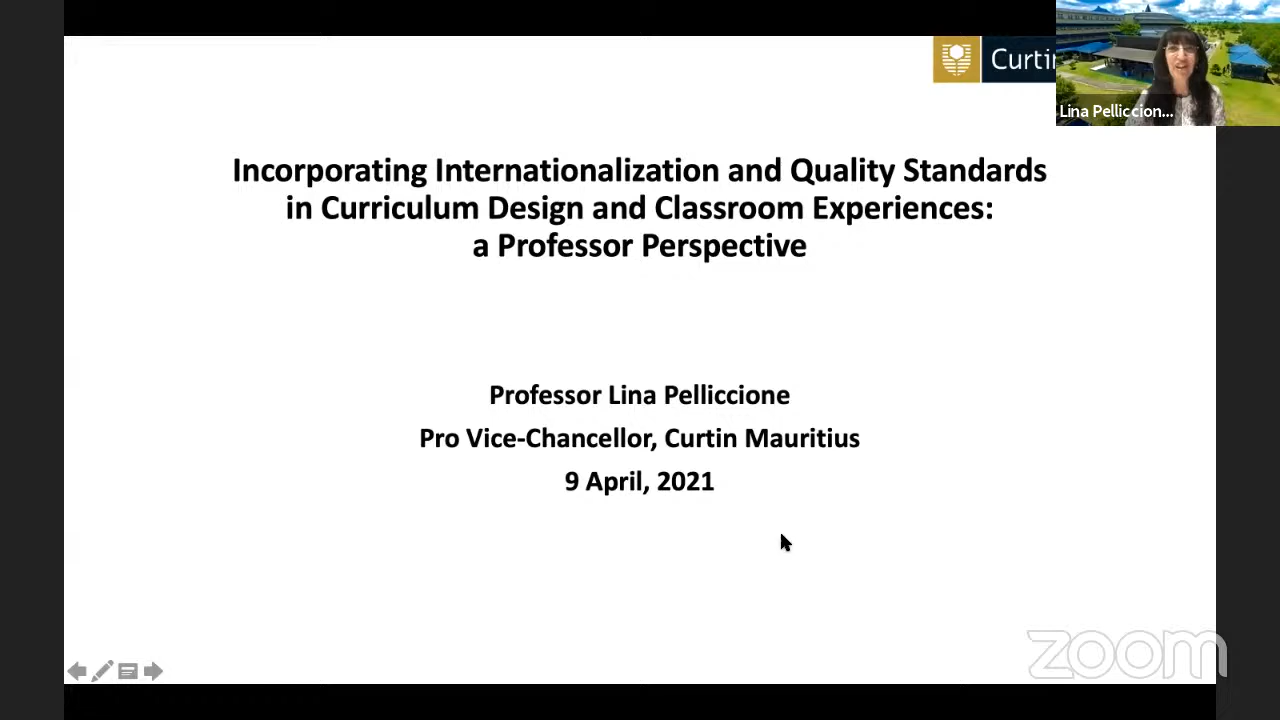 Curtin
Lina Pelliccion...
Incorporating Internationalization and Quality Standards
in Curriculum Design and Classroom Experiences:
a Professor Perspective
Professor Lina Pelliccione
Pro Vice-Chancellor, Curtin Mauritius
9 April, 2021
zoom